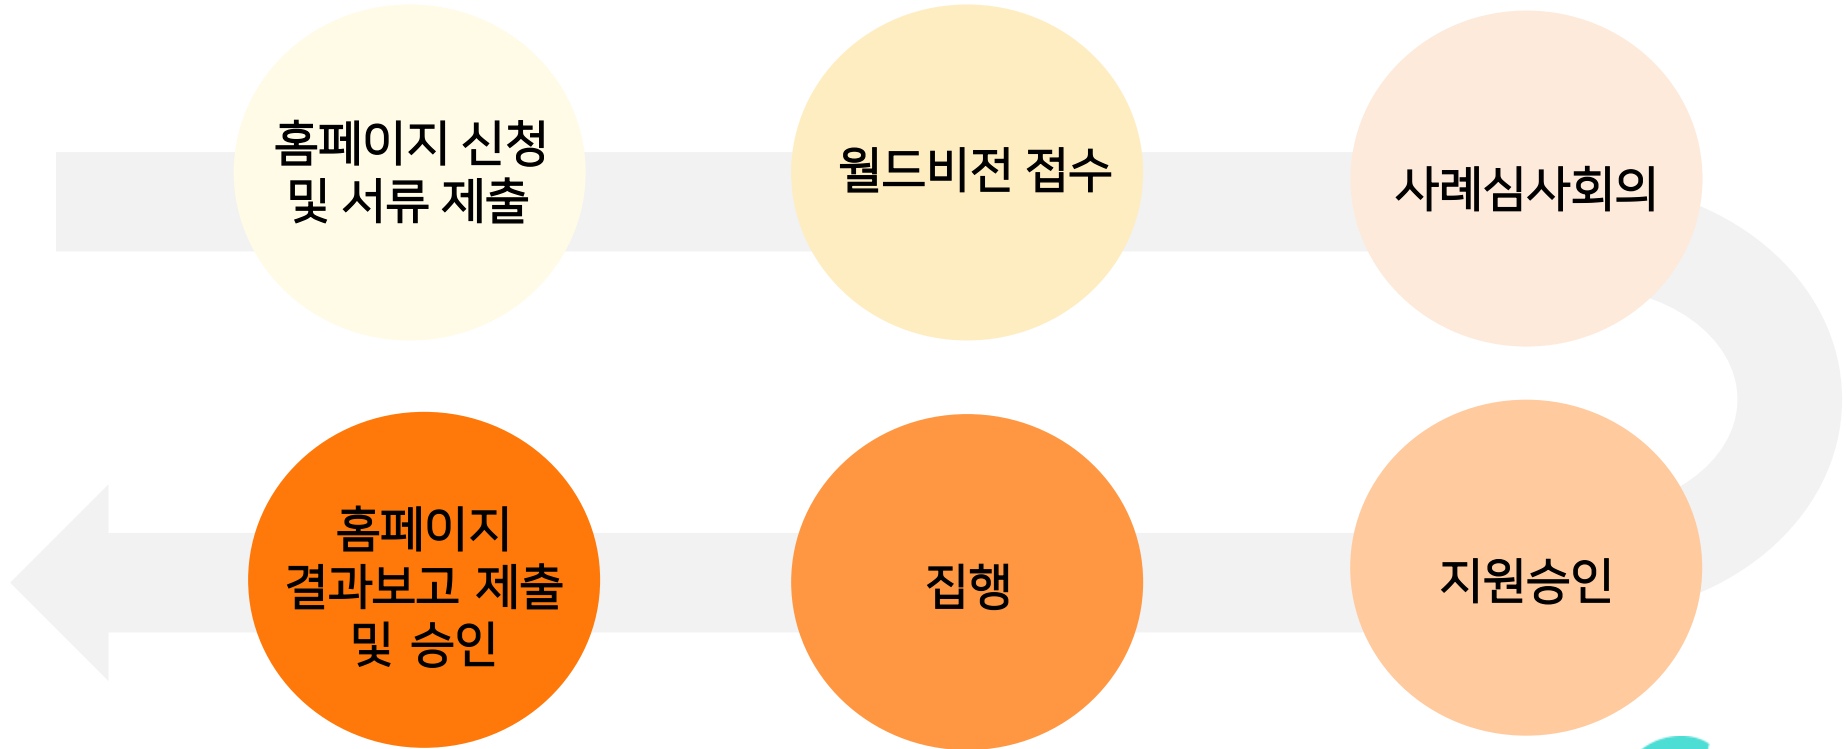 홈페이지 신청
및 서류 제출
월드비전 접수
사례심사회의
지원승인
집행
홈페이지
결과보고 제출
및 승인